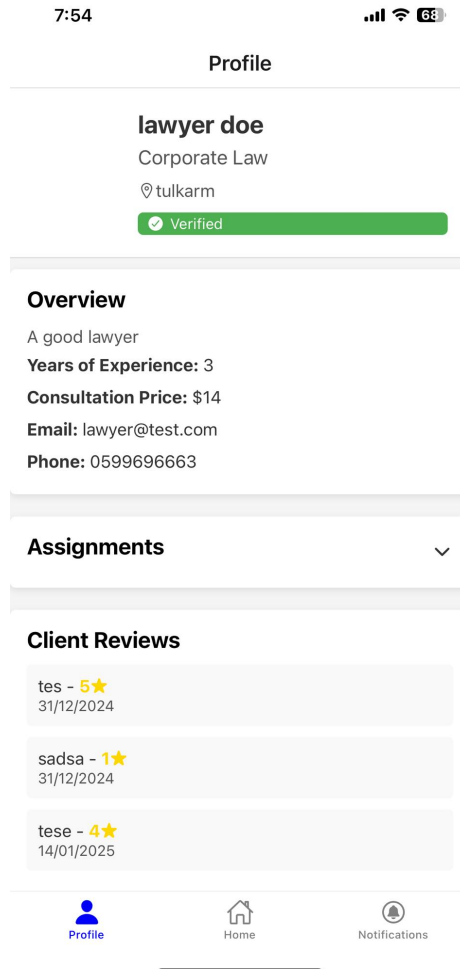 7:54
68
Profile
lawyer doe
Corporate Law
tulkarm
Verified
Overview
A good lawyer
Years of Experience: 3
Consultation Price: $14
Email: lawyer@test.com
Phone: 0599696663
Assignments
Client Reviews
tes - 5★
31/12/2024
sadsa - 1★
31/12/2024
tese - 4★
14/01/2025
Profile
Home
Notifications